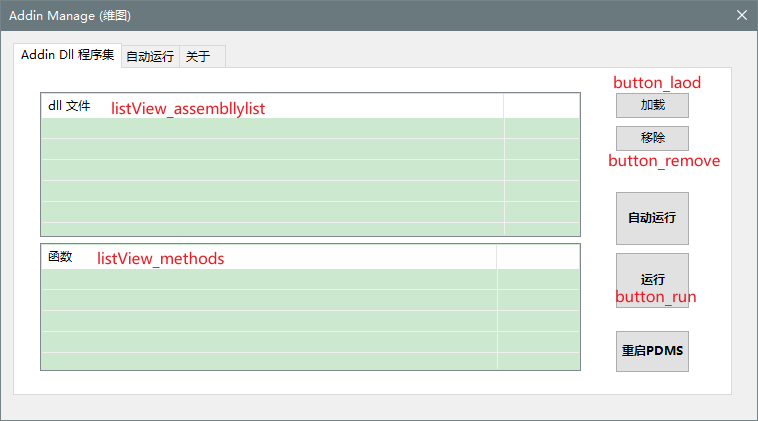 Addin Manage (维图)
Addin Dll 程序集 自动运行 关于
button_laod
dll 文件 listView_assembllylist
加载
移除
button_remove
自动运行
函数 listView_methods
运行
button_run
重启PDMS